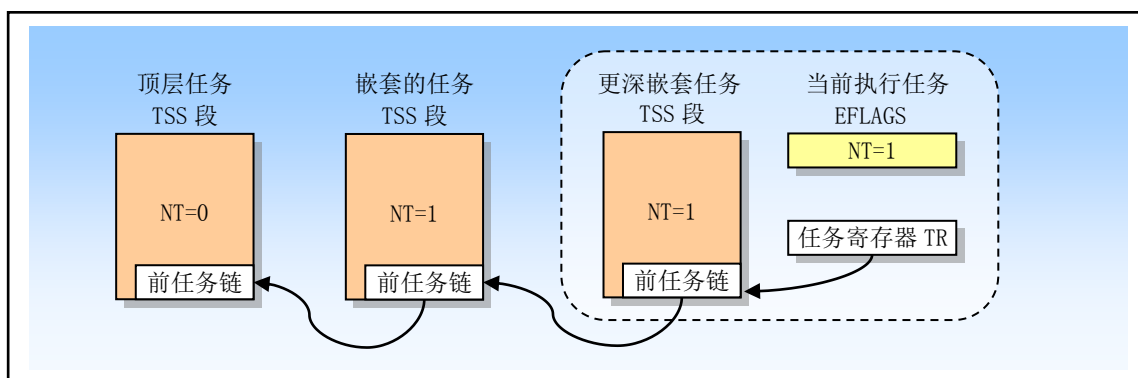 顶层任务
TSS 段
嵌套的任务
TSS 段
更深嵌套任务
TSS 段
当前执行任务
EFLAGS
NT=1
NT=0
NT=1
NT=1
任务寄存器 TR
前任务链
前任务链
前任务链